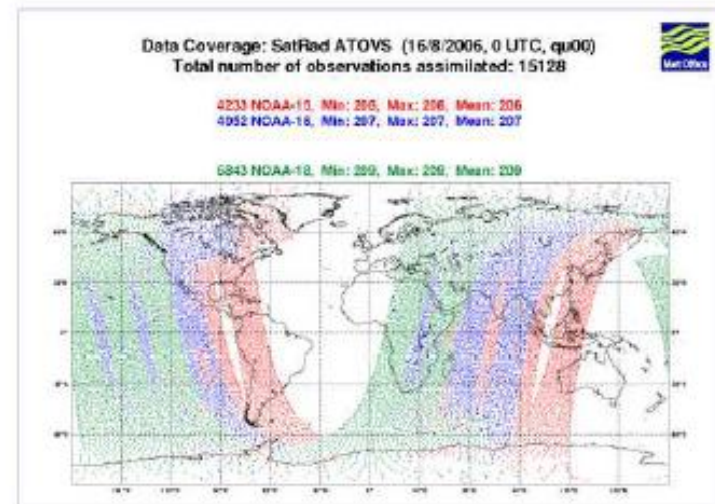 Data Coverage: SatRad ATOVS (16/8/2006, 0 UTC, qu00)
Total number of observations assimilated: 15128
Met Office
4233 NOAA-15, Min: 206, Max: 206, Mean: 206
4052 NOAA-16, Min: 207, Max: 207, Mean: 207
6843 NOAA-18, Min: 209, Max: 209, Mean: 209